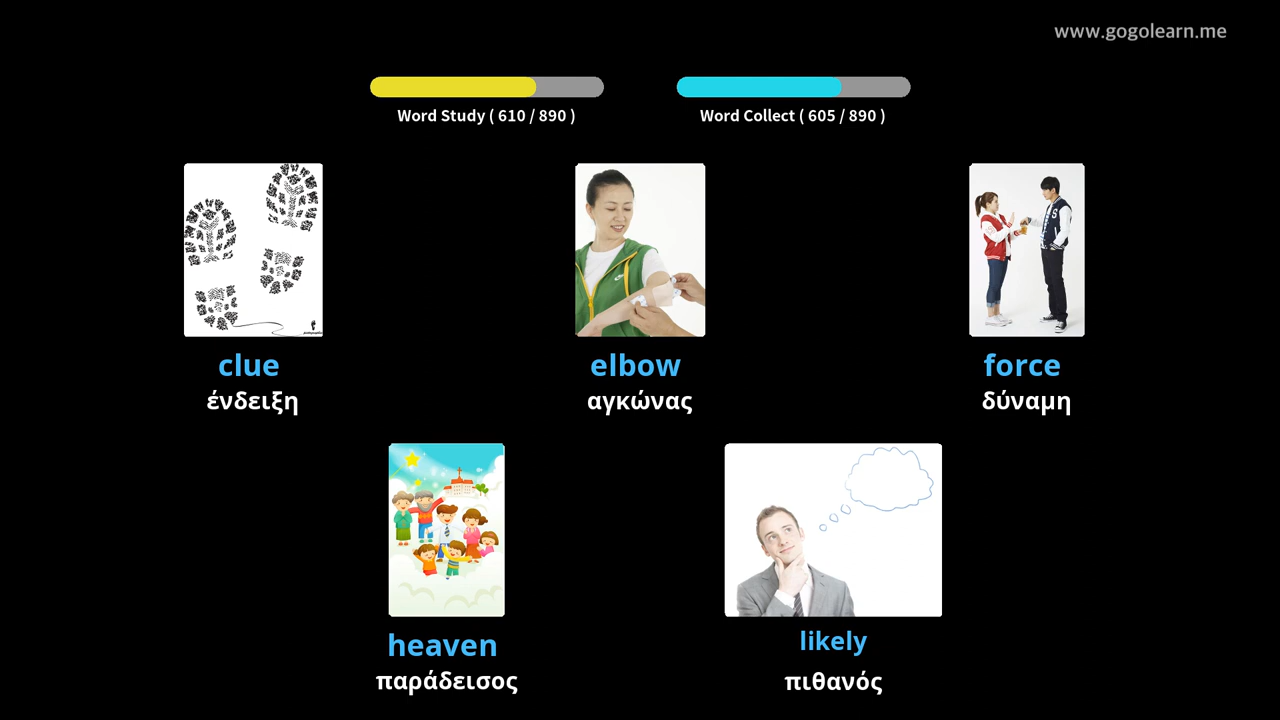 www.gogolearn.me
Word Study ( 610 / 890 )
Word Collect ( 605 / 890 )
clue
ένδειξη
elbow
αγκώνας
force
δύναμη
heaven
παράδεισος
likely
πιθανός